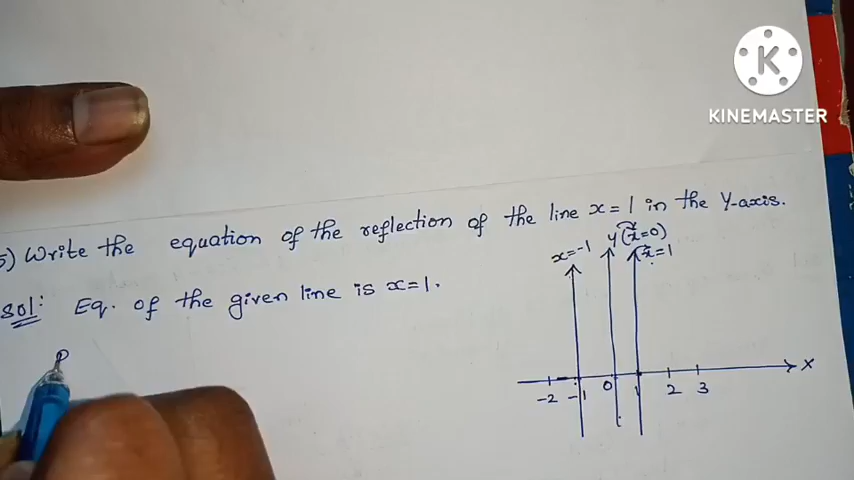 KINEMASTER
5) Write the equation of the reflection of the line x=1 in the Y-axis.
Sol: Eq. of the given line is x=1.
x=-1
y(x=0)
x=1
X
-2 -1 0 1 2 3
P